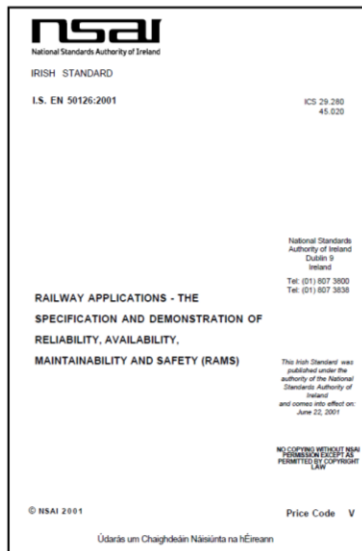 nsai
National Standards Authority of Ireland
IRISH STANDARD
I.S. EN 50126:2001
ICS 29.280
45.020
National Standards
Authority of Ireland
Dublin 9
Ireland
Tel: (01) 807 3800
Tel: (01) 807 3838
RAILWAY APPLICATIONS - THE
SPECIFICATION AND DEMONSTRATION OF
RELIABILITY, AVAILABILITY,
MAINTAINABILITY AND SAFETY (RAMS)
This Irish Standard was
published under the
authority of the National
Standards Authority of
Ireland
and comes into effect on:
June 22, 2001
NO COPYING WITHOUT NSAI
PERMISSION EXCEPT AS
PERMITTED BY COPYRIGHT
LAW
© NSAI 2001
Price Code V
Údarás um Chaighdeáin Náisiúnta na hÉireann